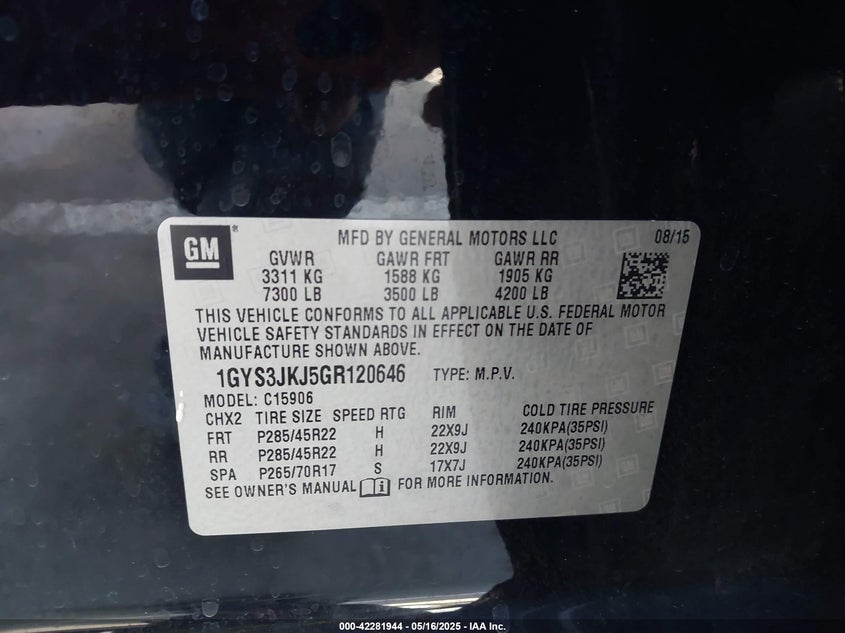 GM
MFD BY GENERAL MOTORS LLC 08/15
GVWR GAWR FRT GAWR RR
3311 KG 1588 KG 1905 KG
7300 LB 3500 LB 4200 LB
THIS VEHICLE CONFORMS TO ALL APPLICABLE U.S. FEDERAL MOTOR
VEHICLE SAFETY STANDARDS IN EFFECT ON THE DATE OF
MANUFACTURE SHOWN ABOVE.
1GYS3JKJ5GR120646 TYPE: M.P.V.
MODEL: C15906
CHX2 TIRE SIZE SPEED RTG RIM COLD TIRE PRESSURE
FRT P285/45R22 H 22X9J 240KPA(35PSI)
RR P285/45R22 H 22X9J 240KPA(35PSI)
SPA P265/70R17 S 17X7J 240KPA(35PSI)
SEE OWNER'S MANUAL FOR MORE INFORMATION.
000-42281944 - 05/16/2025 - IAA Inc.